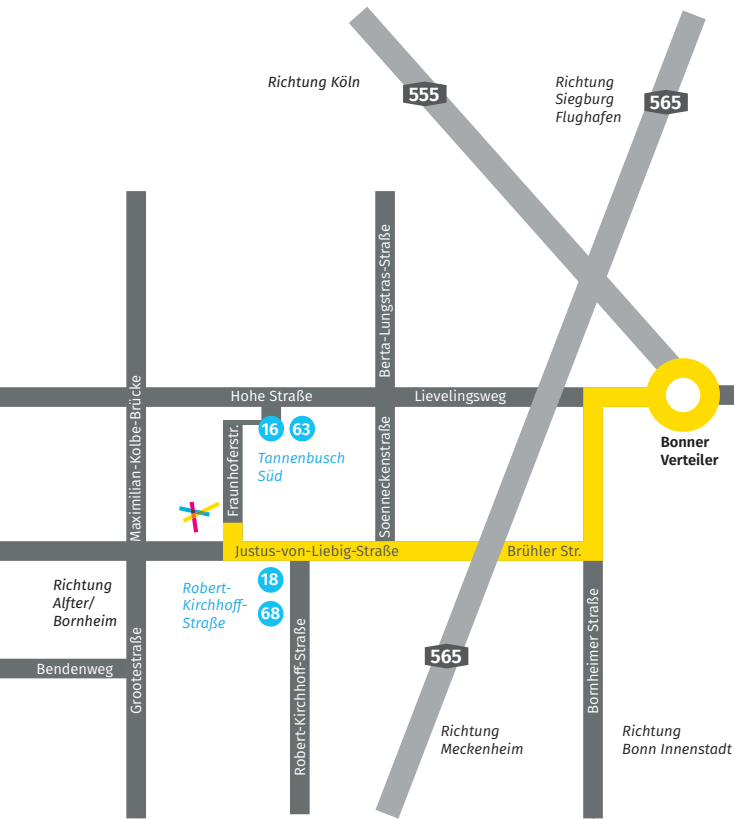 Richtung Köln
555
Richtung
Siegburg
Flughafen
565
Berta-Lungstras-Straße
Maximilian-Kolbe-Brücke
Hohe Straße
Lievelingsweg
16
63
Tannenbusch
Süd
Fraunhoferstr.
Soenneckenstraße
Bonner
Verteiler
Justus-von-Liebig-Straße
Brühler Str.
Richtung
Alfter/
Bornheim
Robert-
Kirchhoff-
Straße
18
68
Bendenweg
Grootestraße
Robert-Kirchhoff-Straße
565
Bornheimer Straße
Richtung
Meckenheim
Richtung
Bonn Innenstadt